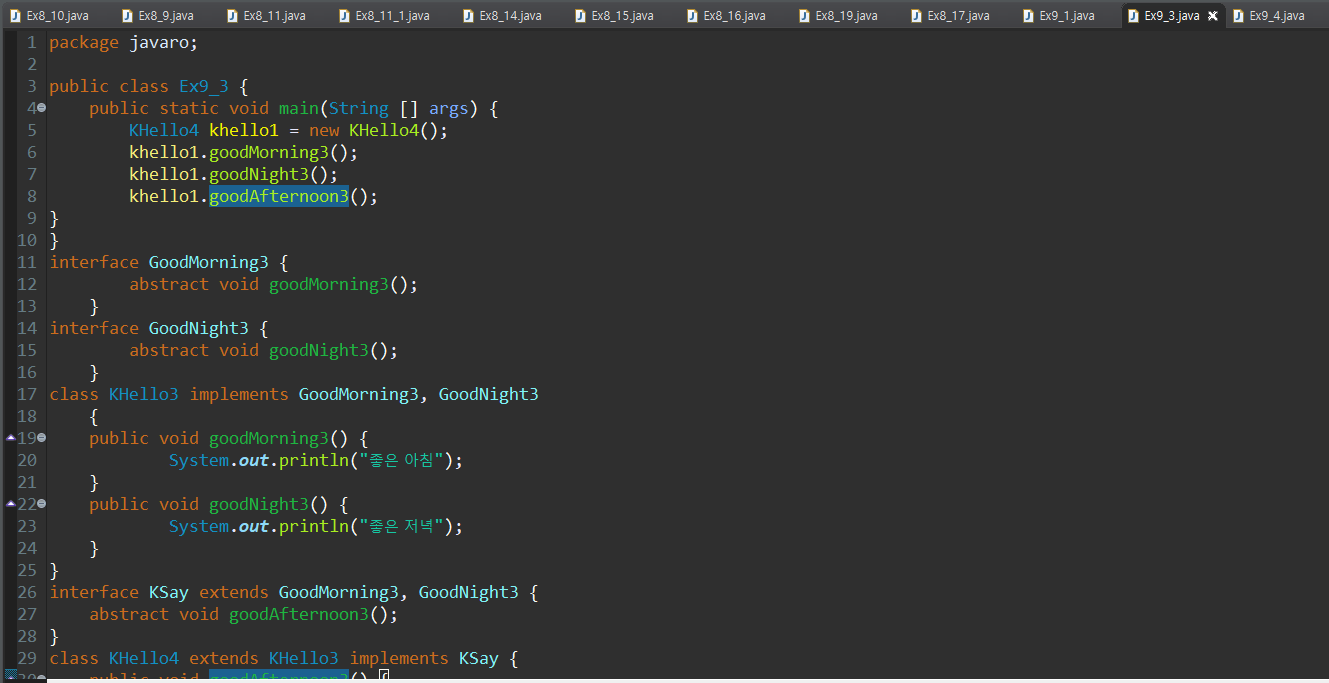 Ex8_10.java Ex8_9.java Ex8_11.java Ex8_11_1.java Ex8_14.java Ex8_15.java Ex8_16.java Ex8_19.java Ex8_17.java Ex9_1.java Ex9_3.java Ex9_4.java
1 package javaro;
2
3 public class Ex9_3 {
4 public static void main(String [] args) {
5 KHello4 khello1 = new KHello4();
6 khello1.goodMorning3();
7 khello1.goodNight3();
8 khello1.goodAfternoon3();
9 }
10 }
11 interface GoodMorning3 {
12 abstract void goodMorning3();
13 }
14 interface GoodNight3 {
15 abstract void goodNight3();
16 }
17 class KHello3 implements GoodMorning3, GoodNight3
18 {
19 public void goodMorning3() {
20 System.out.println("좋은 아침");
21 }
22 public void goodNight3() {
23 System.out.println("좋은 저녁");
24 }
25 }
26 interface KSay extends GoodMorning3, GoodNight3 {
27 abstract void goodAfternoon3();
28 }
29 class KHello4 extends KHello3 implements KSay {
30 public void goodAfternoon3() {